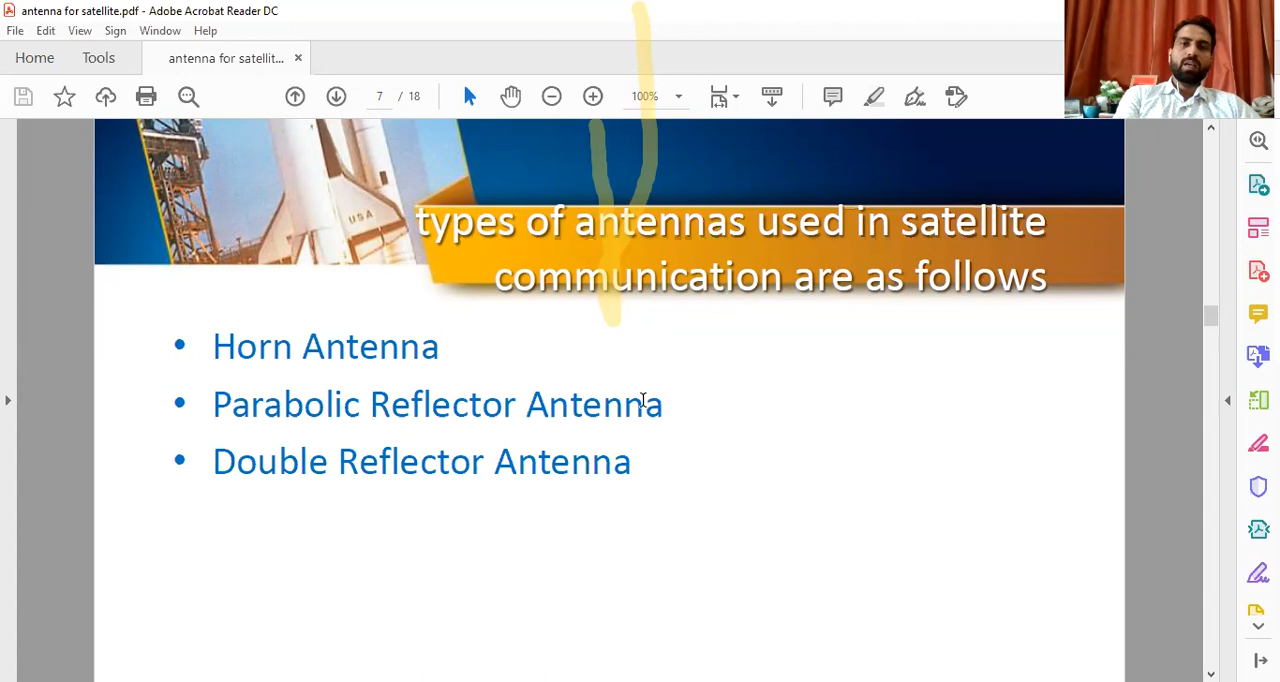 antenna for satellite.pdf - Adobe Acrobat Reader DC
File Edit View Sign Window Help
Home Tools antenna for satellit... ×
7 / 18 100%
USA
types of antennas used in satellite
communication are as follows
• Horn Antenna
• Parabolic Reflector Antenna
• Double Reflector Antenna